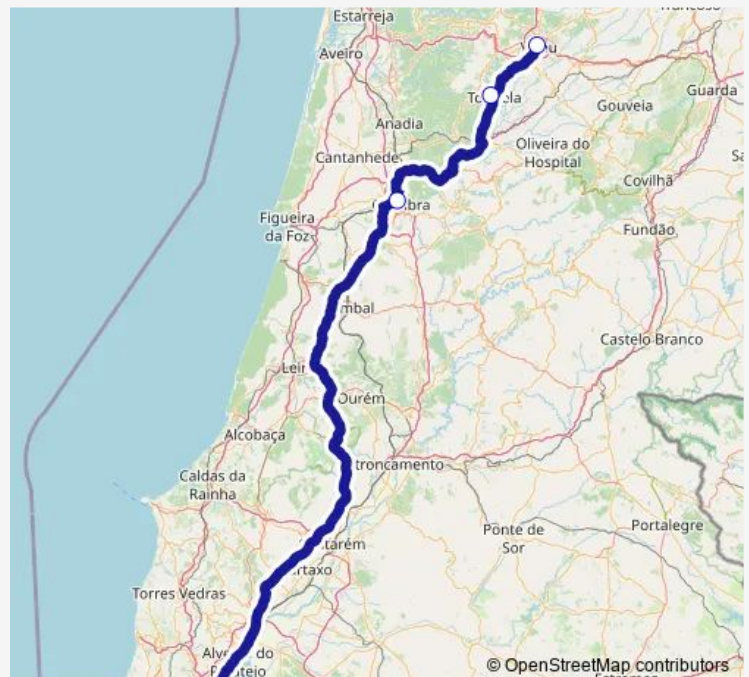 Trancoso
Estarreja
Aveiro
Guarda
Gouveia
Anadia
Oliveira do
Hospital
Cantanhede
Covilhã
Figueira
da Foz
Fundão
Castelo Branco
Ourém
Alcobaça
Caldas da
Rainha
Ponte de
Sor
Portalegre
Torres Vedras
© OpenStreetMap contributors